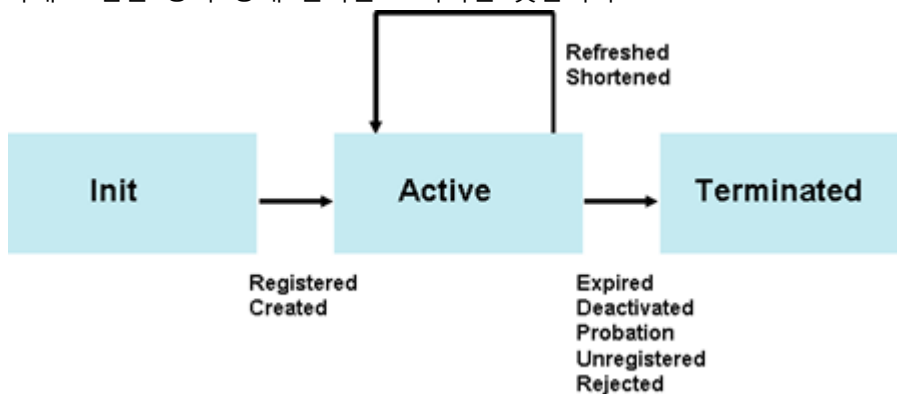 Refreshed
Shortened
Init
Active
Terminated
Registered
Created
Expired
Deactivated
Probation
Unregistered
Rejected